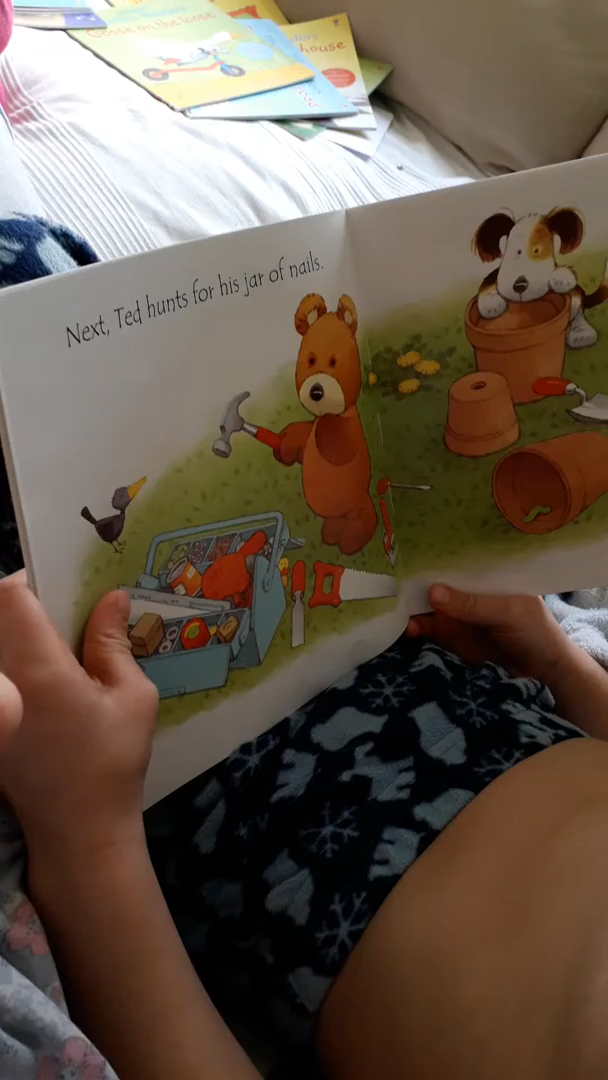 Goose on the loose
house
Next, Ted hunts for his jar of nails.